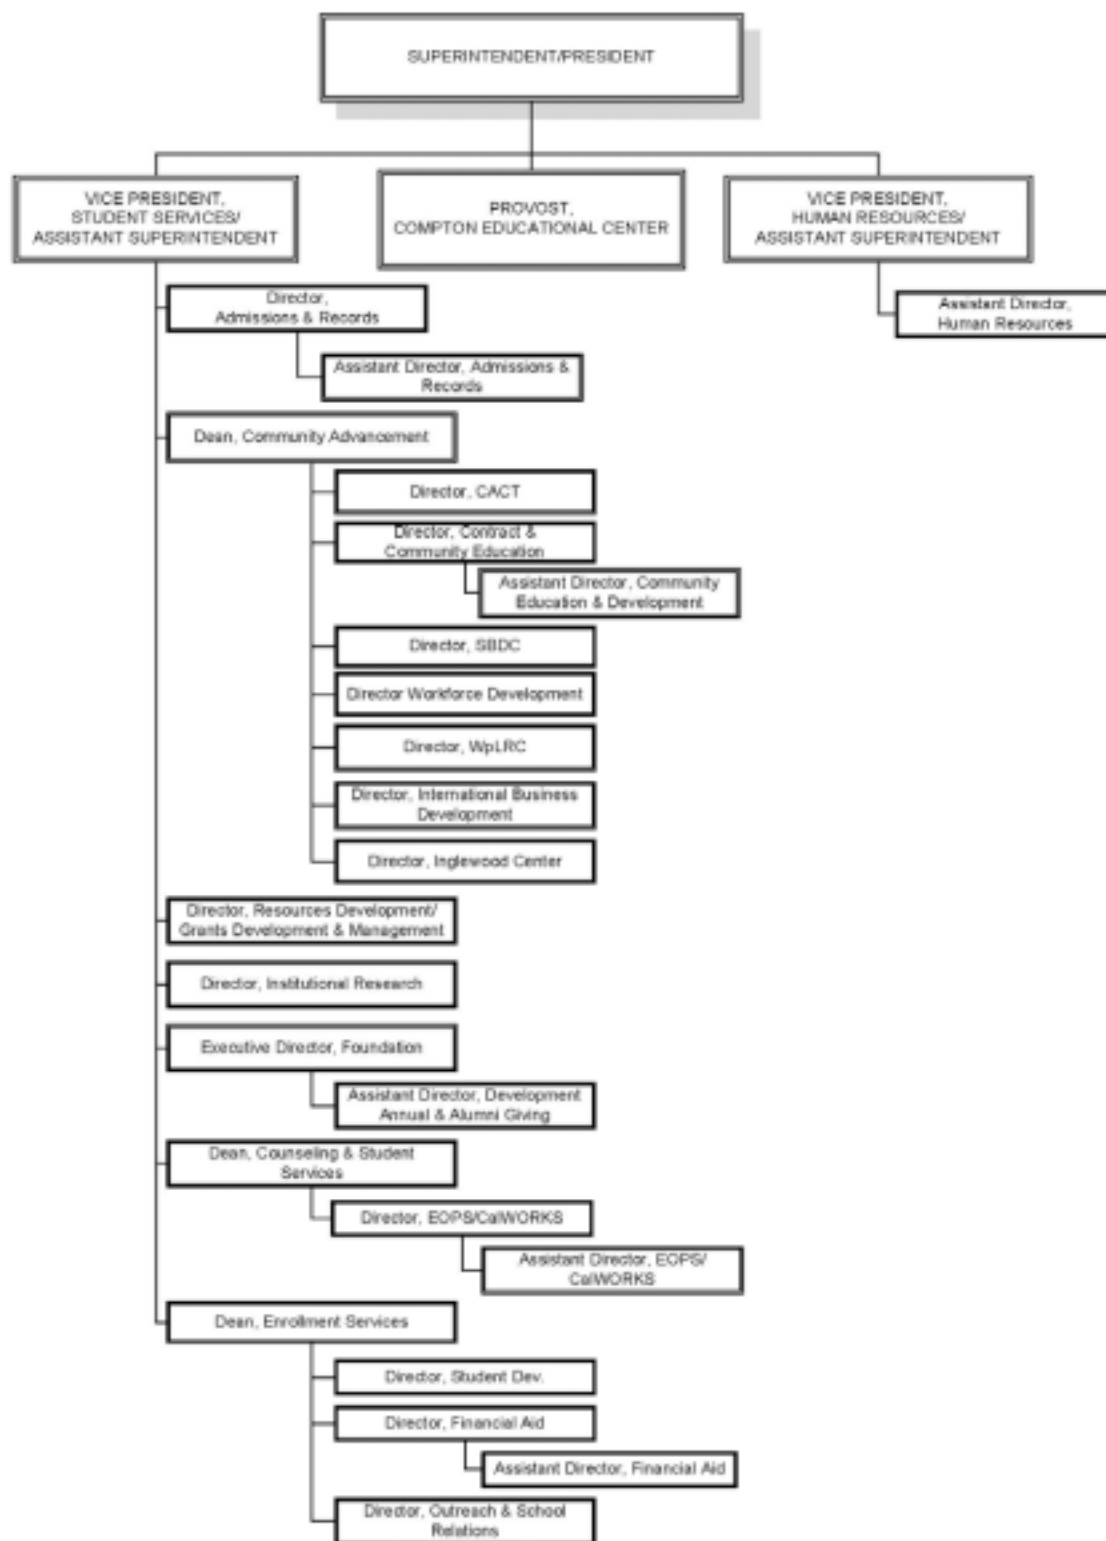 SUPERINTENDENT/PRESIDENT
VICE PRESIDENT,
STUDENT SERVICES/
ASSISTANT SUPERINTENDENT
PROVOST,
COMPTON EDUCATIONAL CENTER
VICE PRESIDENT,
HUMAN RESOURCES/
ASSISTANT SUPERINTENDENT
Director,
Admissions & Records
Assistant Director,
Human Resources
Assistant Director, Admissions &
Records
Dean, Community Advancement
Director, CACT
Director, Contract &
Community Education
Assistant Director, Community
Education & Development
Director, SBDC
Director Workforce Development
Director, WpLRC
Director, International Business
Development
Director, Inglewood Center
Director, Resources Development/
Grants Development & Management
Director, Institutional Research
Executive Director, Foundation
Assistant Director, Development
Annual & Alumni Giving
Dean, Counseling & Student
Services
Director, EOPS/CalWORKS
Assistant Director, EOPS/
CalWORKS
Dean, Enrollment Services
Director, Student Dev.
Director, Financial Aid
Assistant Director, Financial Aid
Director, Outreach & School
Relations